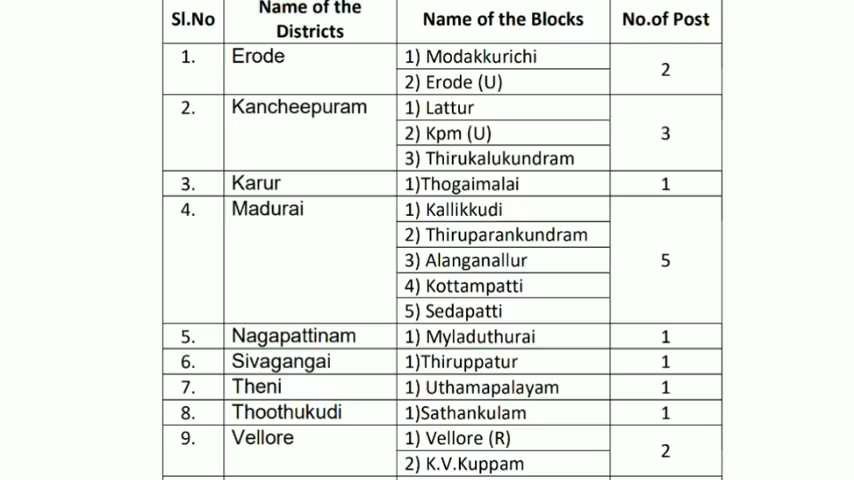 Sl.No Name of the Districts Name of the Blocks No.of Post
1. Erode 1) Modakkurichi 2
2) Erode (U)
2. Kancheepuram 1) Lattur 3
2) Kpm (U)
3) Thirukalukundram
3. Karur 1)Thogaimalai 1
4. Madurai 1) Kallikkudi 5
2) Thiruparankundram
3) Alanganallur
4) Kottampatti
5) Sedapatti
5. Nagapattinam 1) Myladuthurai 1
6. Sivagangai 1)Thiruppatur 1
7. Theni 1) Uthamapalayam 1
8. Thoothukudi 1)Sathankulam 1
9. Vellore 1) Vellore (R) 2
2) K.V.Kuppam